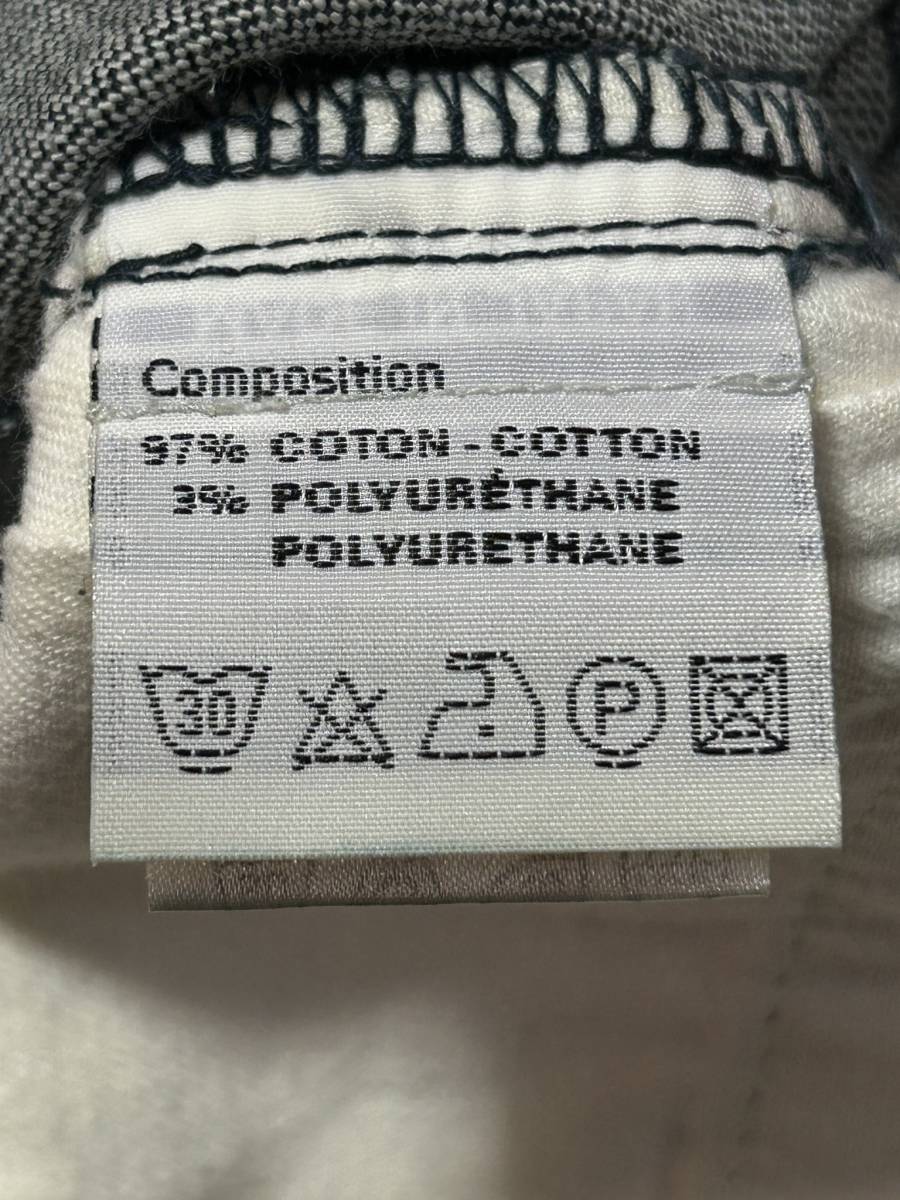 Composition
97% COTON - COTTON
3% POLYURÉTHANE
POLYURETHANE
30
P